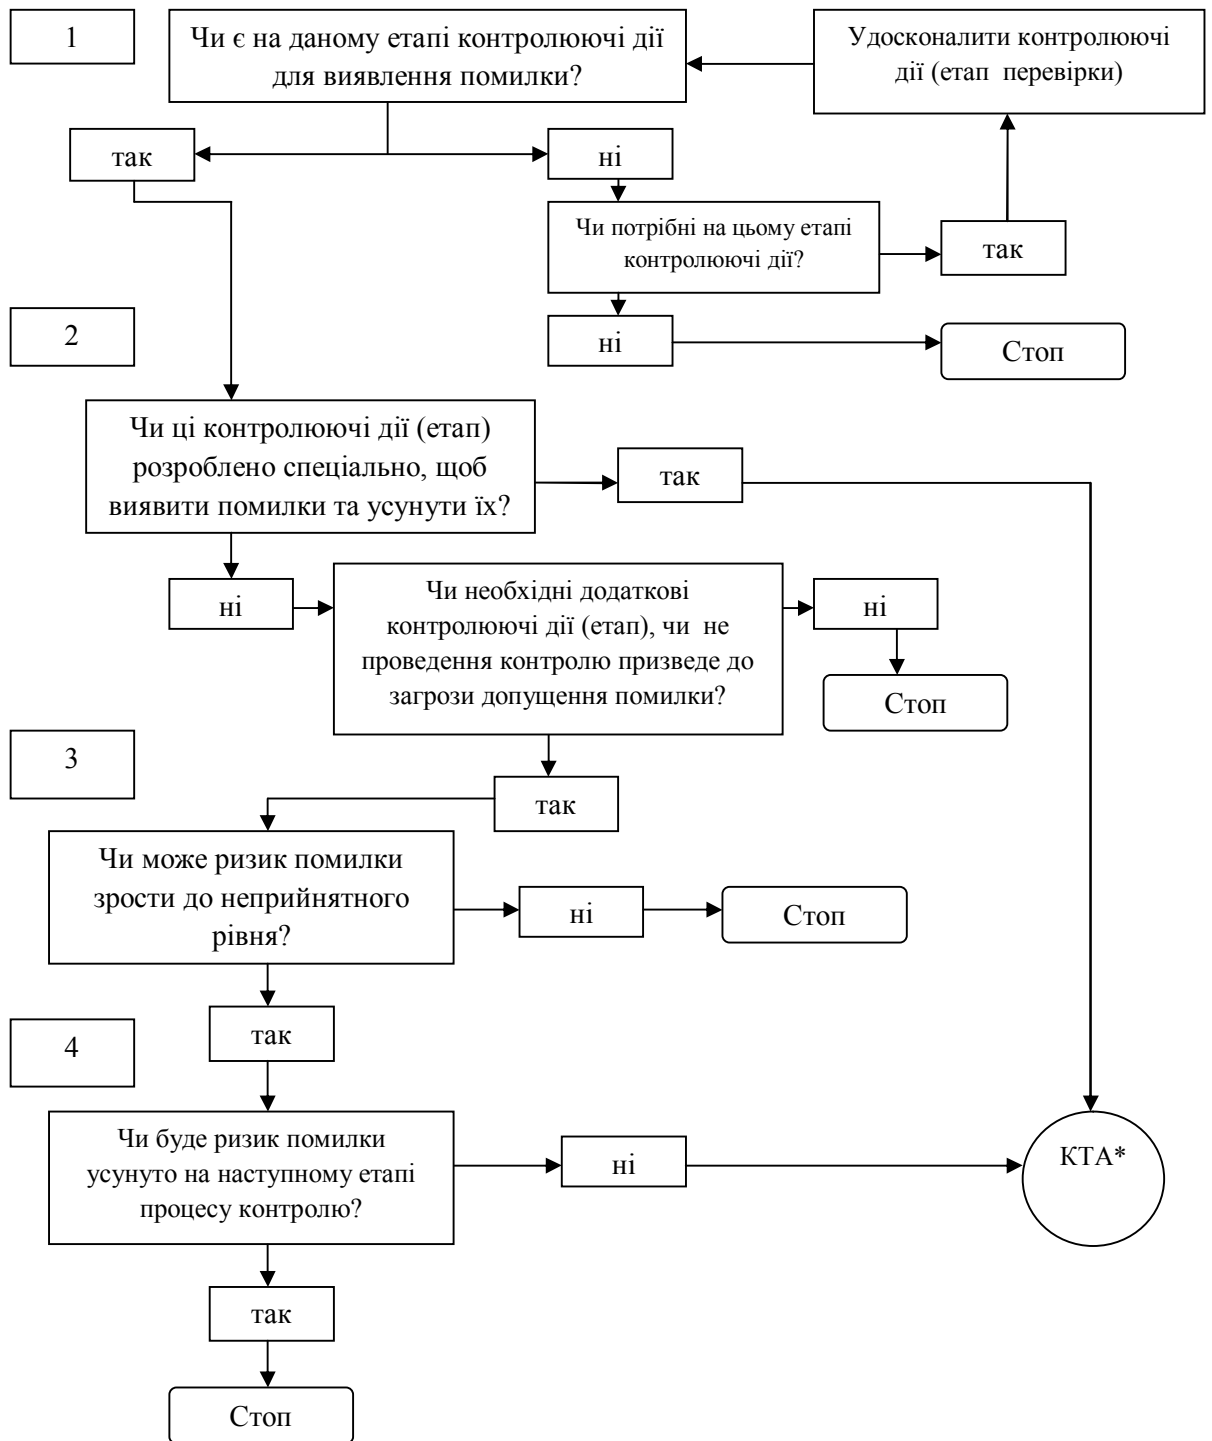 1
Чи є на даному етапі контролюючі дії
для виявлення помилки?
Удосконалити контролюючі
дії (етап перевірки)
так
ні
Чи потрібні на цьому етапі
контролюючі дії?
так
2
ні
Стоп
Чи ці контролюючі дії (етап)
розроблено спеціально, щоб
виявити помилки та усунути їх?
так
ні
Чи необхідні додаткові
контролюючі дії (етап), чи не
проведення контролю призведе до
загрози допущення помилки?
ні
Стоп
3
так
Чи може ризик помилки
зрости до неприйнятного
рівня?
ні
Стоп
так
4
Чи буде ризик помилки
усунуто на наступному етапі
процесу контролю?
ні
КТА*
так
Стоп